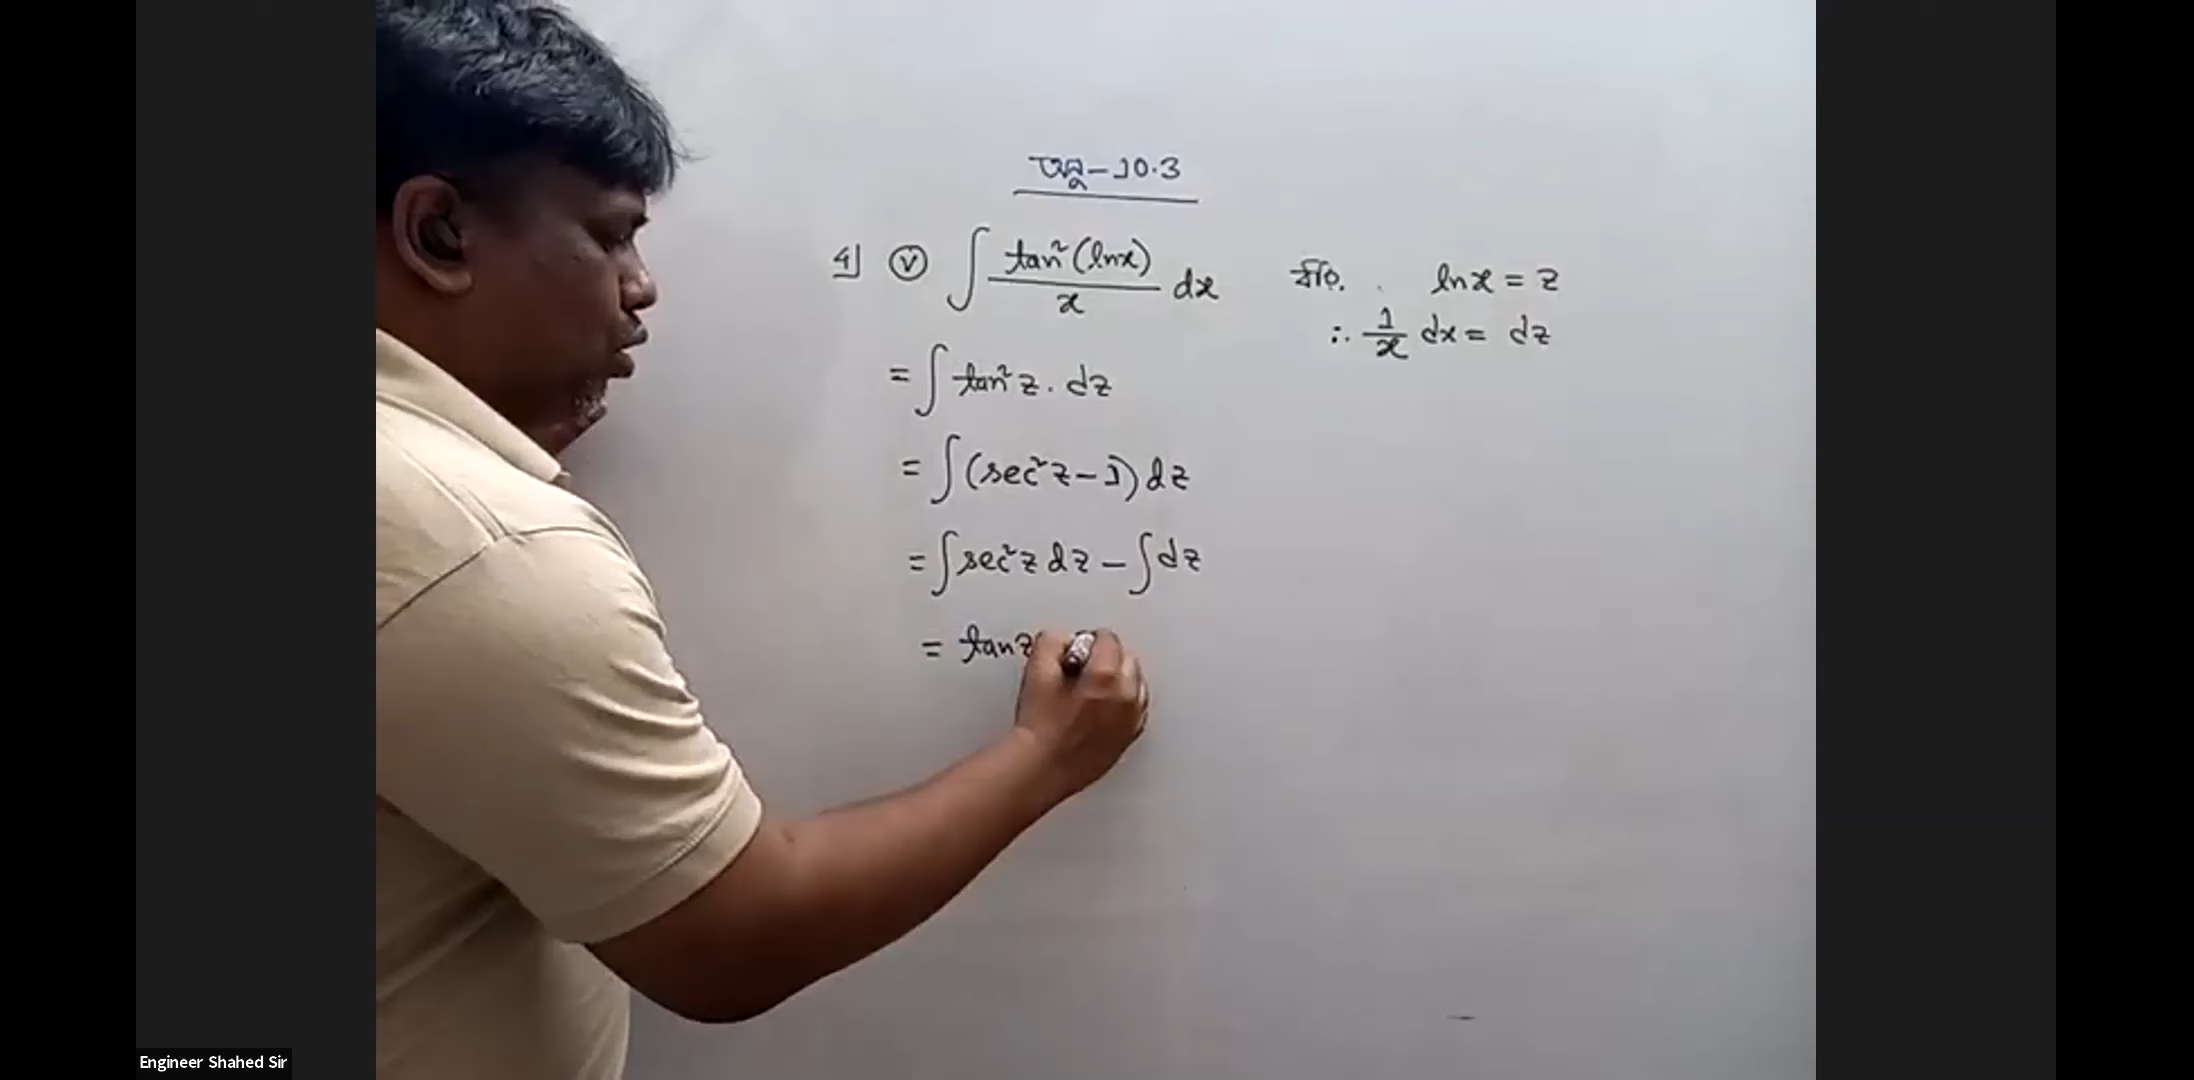 অনু-10.3
4) (v) ∫ tan²(lnx)/x dx ধরি, lnx = z
∴ 1/x dx = dz
= ∫ tan²z . dz
= ∫(sec²z-1) dz
= ∫sec²z dz - ∫dz
= tanz
Engineer Shahed Sir